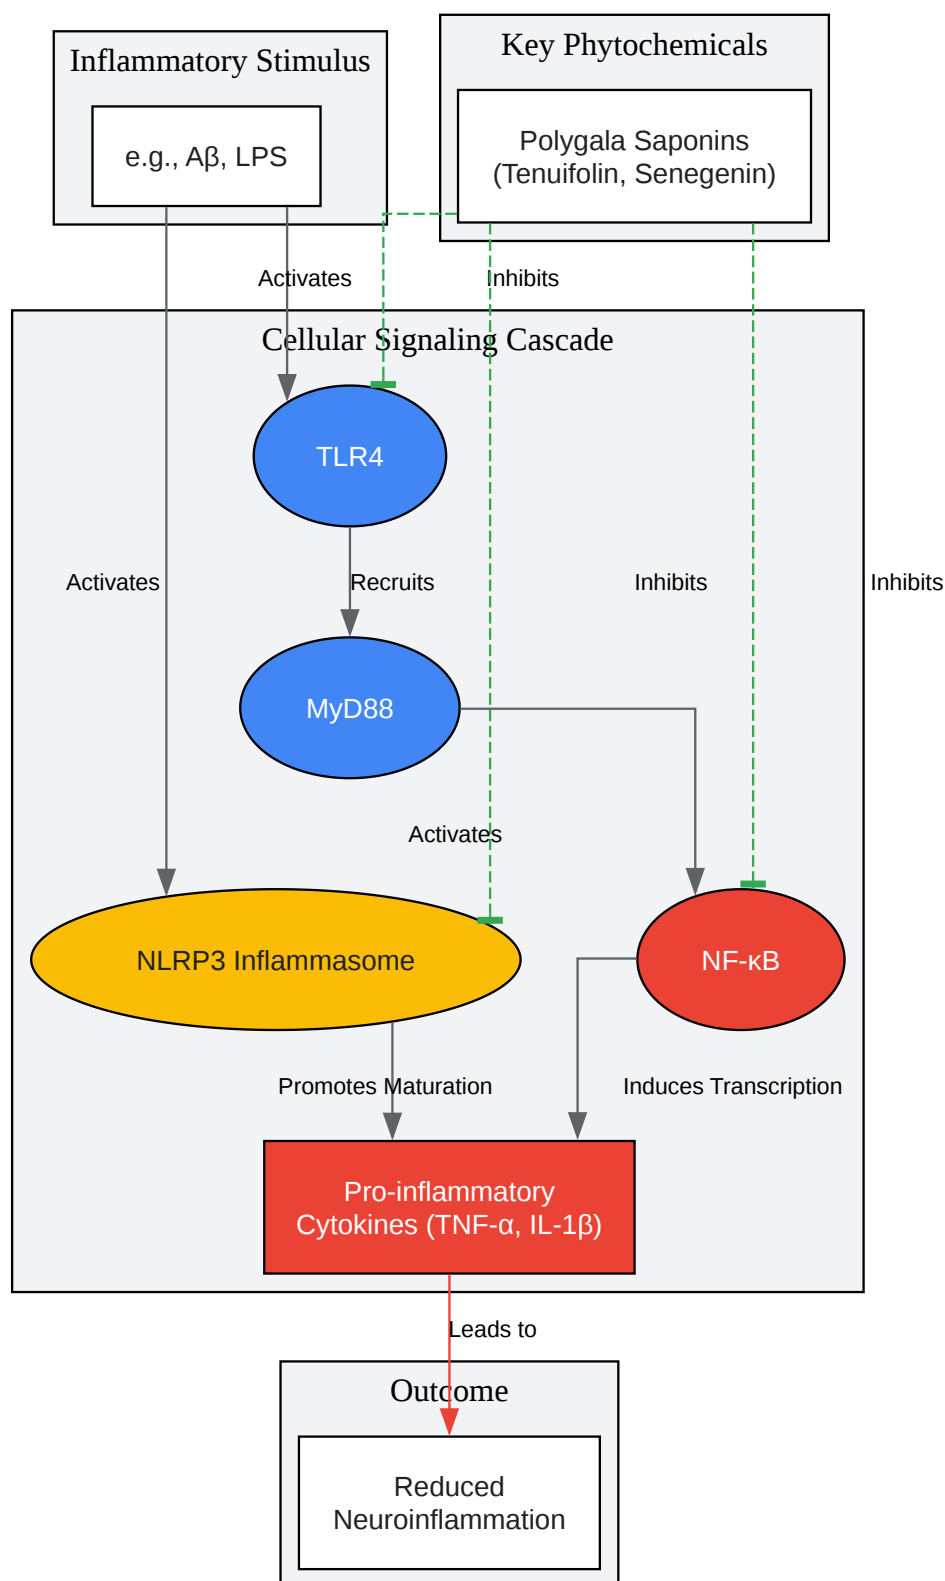 Inflammatory Stimulus
e.g., Aβ, LPS
Key Phytochemicals
Polygala Saponins
(Tenuifolin, Senegenin)
Activates
Inhibits
Cellular Signaling Cascade
TLR4
Activates
Recruits
Inhibits
Inhibits
MyD88
Activates
NLRP3 Inflammasome
NF-κB
Promotes Maturation
Induces Transcription
Pro-inflammatory
Cytokines (TNF-α, IL-1β)
Leads to
Outcome
Reduced
Neuroinflammation